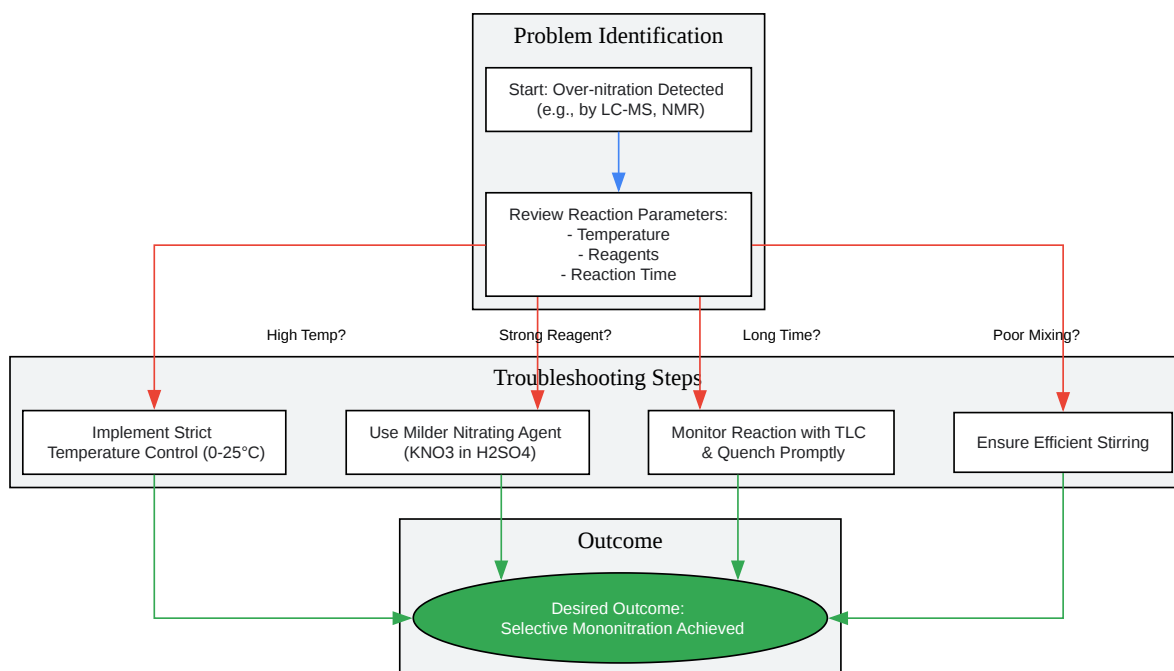 Problem Identification
Start: Over-nitration Detected
(e.g., by LC-MS, NMR)
Review Reaction Parameters:
- Temperature
- Reagents
- Reaction Time
High Temp?
Strong Reagent?
Long Time?
Poor Mixing?
Troubleshooting Steps
Implement Strict
Temperature Control (0-25°C)
Use Milder Nitrating Agent
(KNO3 in H2SO4)
Monitor Reaction with TLC
& Quench Promptly
Ensure Efficient Stirring
Outcome
Desired Outcome:
Selective Mononitration Achieved